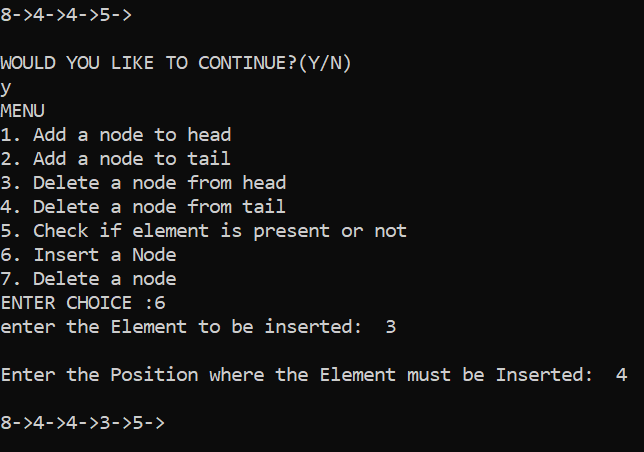 8->4->4->5->
WOULD YOU LIKE TO CONTINUE?(Y/N)
y
MENU
1. Add a node to head
2. Add a node to tail
3. Delete a node from head
4. Delete a node from tail
5. Check if element is present or not
6. Insert a Node
7. Delete a node
ENTER CHOICE :6
enter the Element to be inserted:  3
Enter the Position where the Element must be Inserted:  4
8->4->4->3->5->